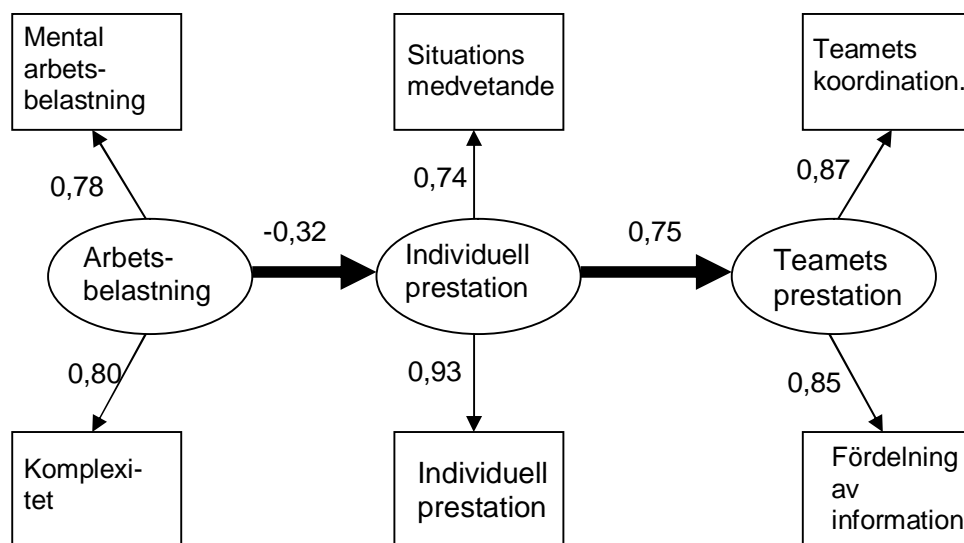 Mental
arbets-
belastning
Situations
medvetande
Teamets
koordination.
0,78
0,74
0,87
Arbets-
belastning
-0,32
Individuell
prestation
0,75
Teamets
prestation
0,80
0,93
0,85
Komplexi-
tet
Individuell
prestation
Fördelning
av
information